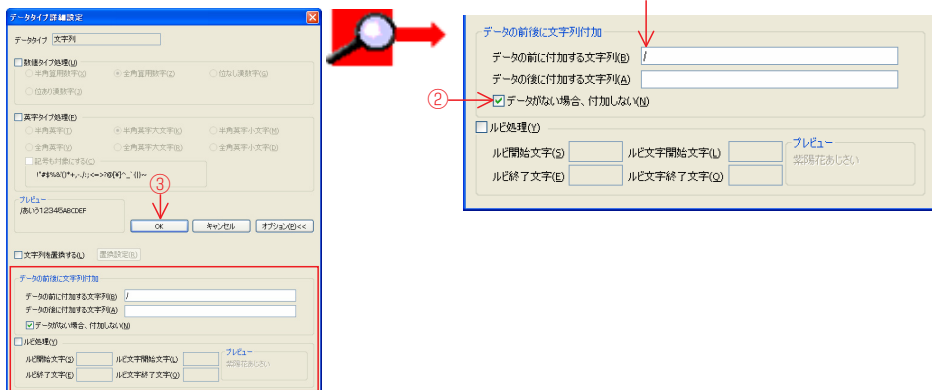 データタイプ詳細設定
データタイプ 文字列
数値タイプ処理(U)
半角算用数字(X) 全角算用数字(Z) 位なし漢数字(G)
位あり漢数字(J)
英字タイプ処理(F)
半角英字(T) 半角英字大文字(K) 半角英字小文字(M)
全角英字(V) 全角英字大文字(R) 全角英字小文字(D)
記号も対象にする(C)
プレビュー
/あいう12345ABCDEF
③
OK キャンセル オプション(P)<<
文字列を置換する(L) 置換設定(R)
データの前後に文字列付加
データの前に付加する文字列(B) /
データの後に付加する文字列(A)
データがない場合、付加しない(N)
ルビ処理(Y)
ルビ開始文字(S) ルビ文字開始文字(L)
ルビ終了文字(E) ルビ文字終了文字(O)
プレビュー
紫陽花あじさい
データの前後に文字列付加
データの前に付加する文字列(B) /
データの後に付加する文字列(A)
② データがない場合、付加しない(N)
ルビ処理(Y)
ルビ開始文字(S) ルビ文字開始文字(L)
ルビ終了文字(E) ルビ文字終了文字(O)
プレビュー
紫陽花あじさい